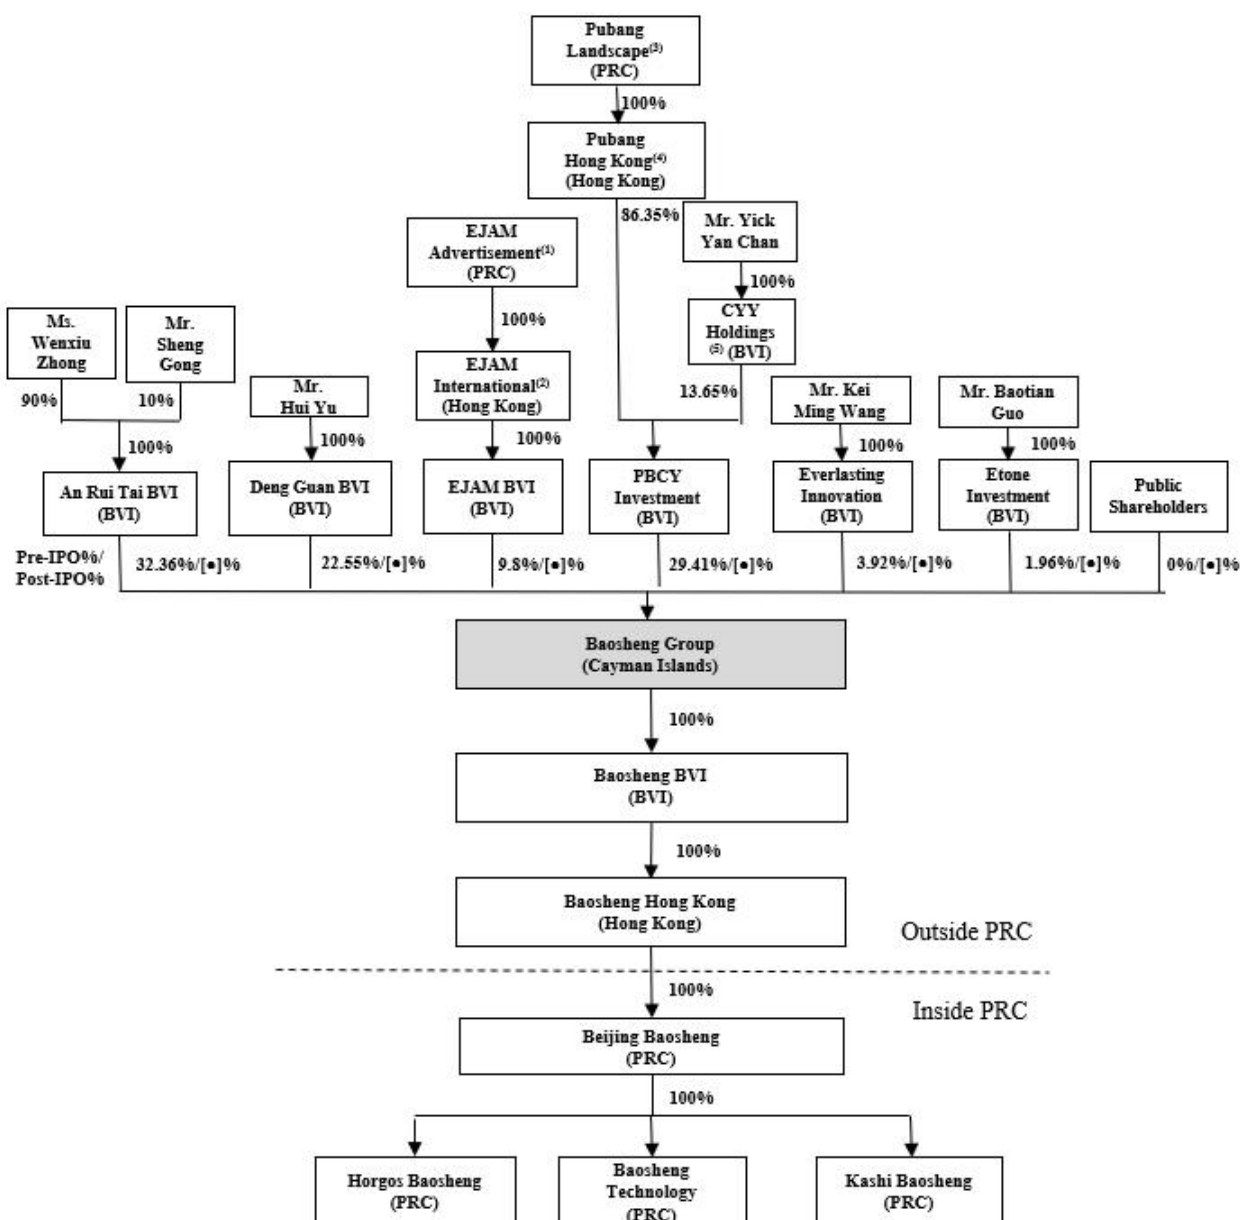 Pubang
Landscape(3)
(PRC)
100%
Pubang
Hong Kong(4)
(Hong Kong)
86.35%
Mr. Yick
Yan Chan
EJAM
Advertisement(1)
(PRC)
100%
CYY
Holdings
(5) (BVI)
100%
Ms.
Wenxiu
Zhong
Mr.
Sheng
Gong
EJAM
International(2)
(Hong Kong)
90%
10%
Mr.
Hui Yu
13.65%
Mr. Kei
Ming Wang
Mr. Baotian
Guo
100%
100%
100%
100%
100%
An Rui Tai BVI
(BVI)
Deng Guan BVI
(BVI)
EJAM BVI
(BVI)
PBCY
Investment
(BVI)
Everlasting
Innovation
(BVI)
Etone
Investment
(BVI)
Public
Shareholders
Pre-IPO%/
Post-IPO%
32.36%/[●]%
22.55%/[●]%
9.8%/[●]%
29.41%/[●]%
3.92%/[●]%
1.96%/[●]%
0%/[●]%
Baosheng Group
(Cayman Islands)
100%
Baosheng BVI
(BVI)
100%
Baosheng Hong Kong
(Hong Kong)
Outside PRC
100%
Inside PRC
Beijing Baosheng
(PRC)
100%
Horgos Baosheng
(PRC)
Baosheng
Technology
(PRC)
Kashi Baosheng
(PRC)